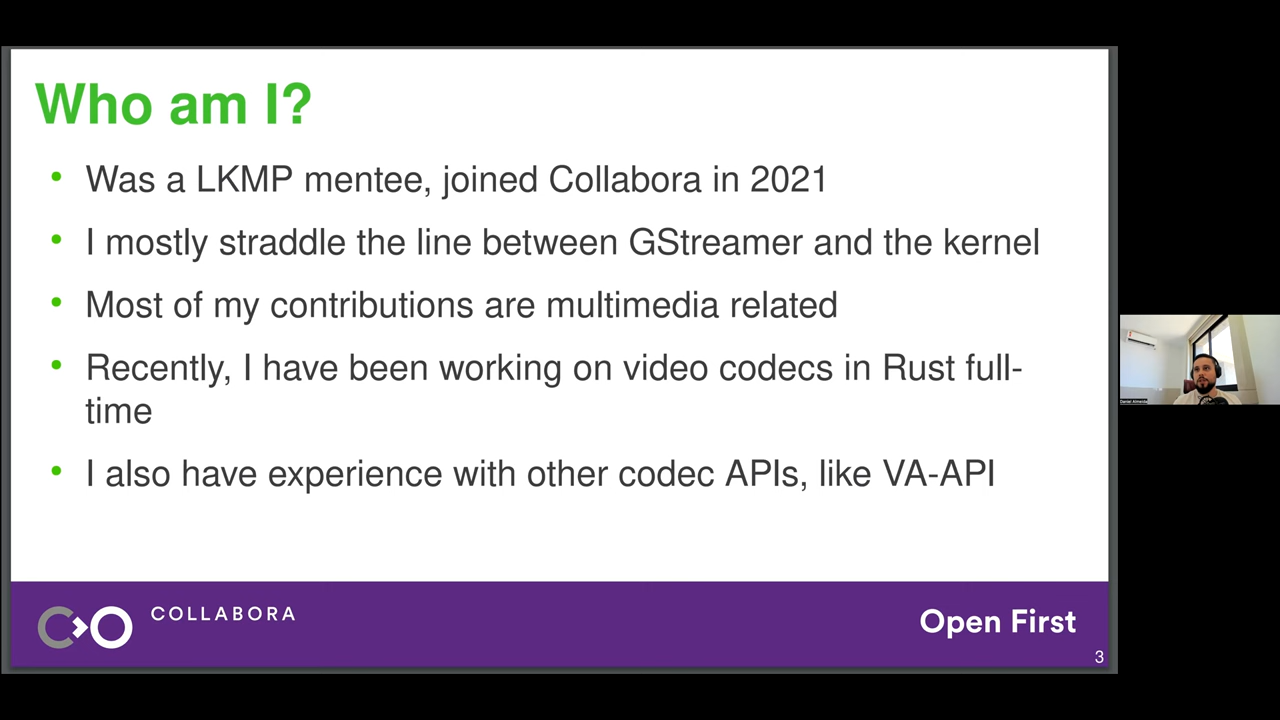 Who am I?
Was a LKMP mentee, joined Collabora in 2021
I mostly straddle the line between GStreamer and the kernel
Most of my contributions are multimedia related
Recently, I have been working on video codecs in Rust full-
time
I also have experience with other codec APIs, like VA-API
COLLABORA
Open First
3
Daniel Almeida